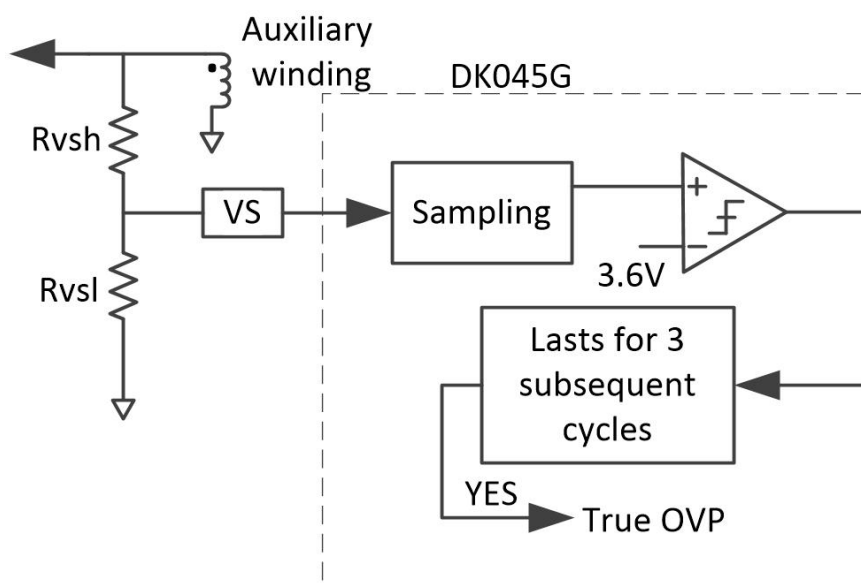 Auxiliary
winding
DK045G
Rvsh
VS
Sampling
+
−
3.6V
Rvsl
Lasts for 3
subsequent
cycles
YES
True OVP